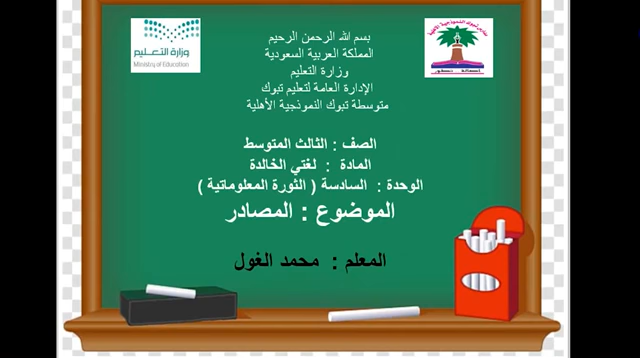 بسم الله الرحمن الرحيم
المملكة العربية السعودية
وزارة التعليم
الإدارة العامة لتعليم تبوك
متوسطة تبوك النموذجية الأهلية
الصف : الثالث المتوسط
المادة : لغتي الخالدة
الوحدة : السادسة ( الثورة المعلوماتية )
الموضوع : المصادر
المعلم : محمد الغول
وزارة التعليم
Ministry of Education